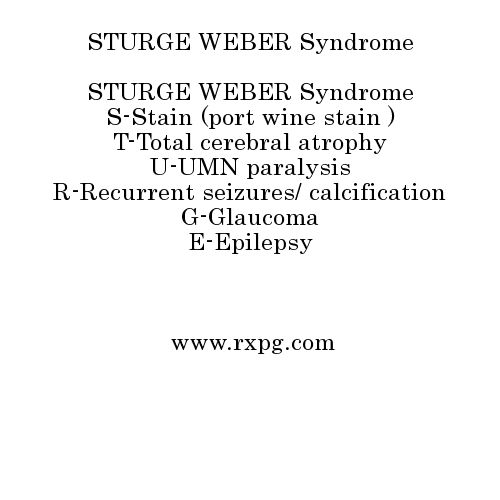 STURGE WEBER Syndrome
STURGE WEBER Syndrome
S-Stain (port wine stain )
T-Total cerebral atrophy
U-UMN paralysis
R-Recurrent seizures/ calcification
G-Glaucoma
E-Epilepsy
www.rxpg.com